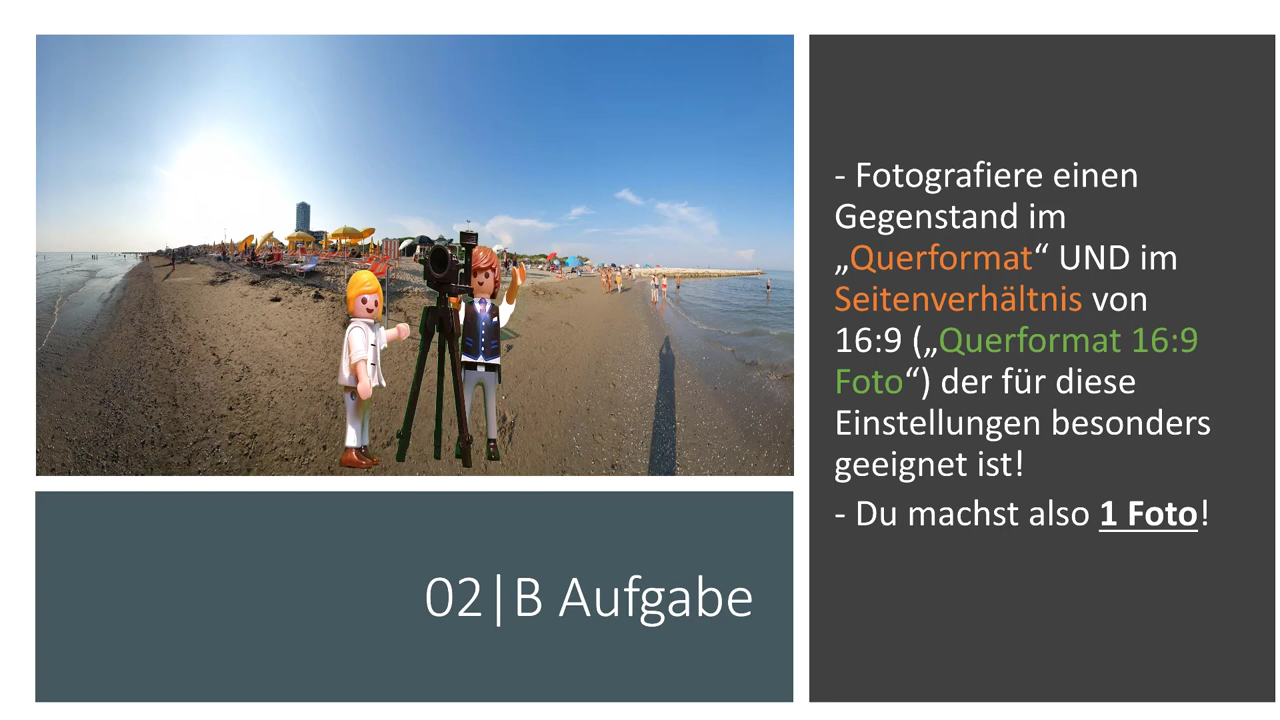 - Fotografiere einen
Gegenstand im
„Querformat“ UND im
Seitenverhältnis von
16:9 („Querformat 16:9
Foto“) der für diese
Einstellungen besonders
geeignet ist!
- Du machst also 1 Foto!
02|B Aufgabe